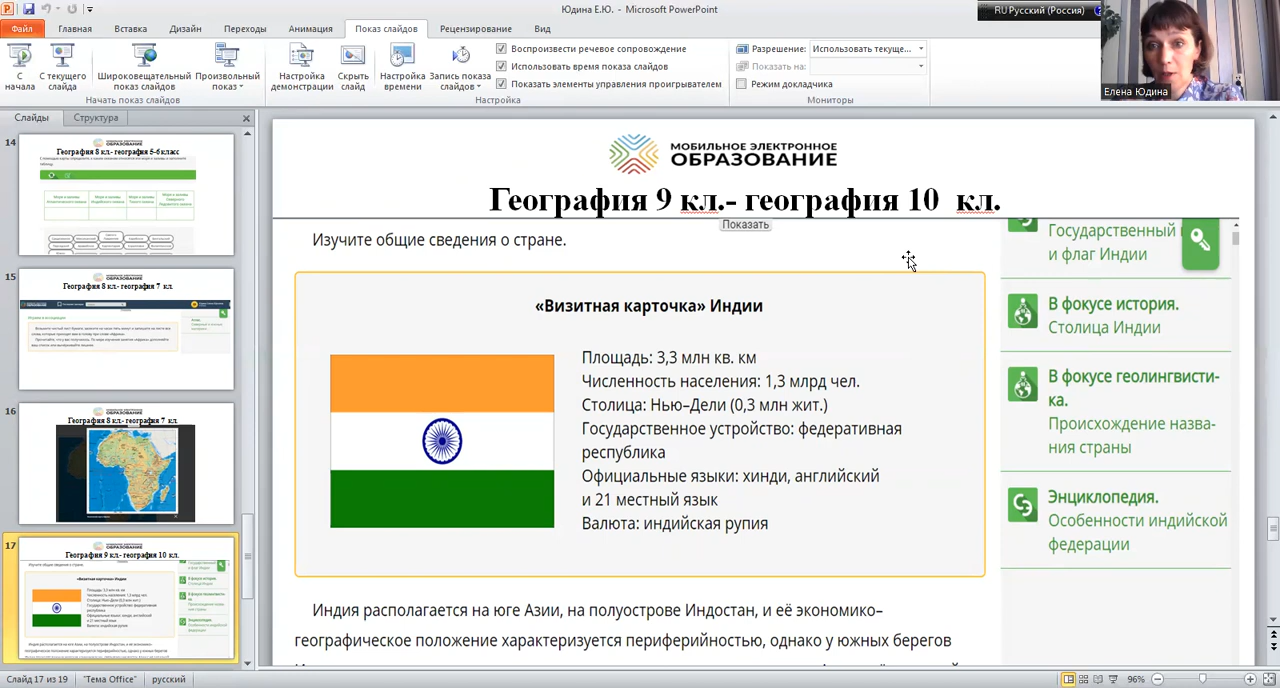 Юдина Е.Ю. - Microsoft PowerPoint
RU Русский (Россия)
Файл Главная Вставка Дизайн Переходы Анимация Показ слайдов Рецензирование Вид
С начала
С текущего слайда
Широковещательный показ слайдов
Произвольный показ
Начать показ слайдов
Настройка демонстрации
Скрыть слайд
Настройка времени
Запись показа слайдов
Воспроизвести речевое сопровождение
Использовать время показа слайдов
Показать элементы управления проигрывателем
Настройка
Разрешение: Использовать текуще...
Показать на:
Режим докладчика
Мониторы
Елена Юдина
Слайды Структура
14
География 8 кл- география 5-6 класс
15
География 8 кл- география 7 кл.
16
География 8 кл- география 7 кл.
17
География 9 кл- география 10 кл.
МОБИЛЬНОЕ ЭЛЕКТРОННОЕ
ОБРАЗОВАНИЕ
География 9 кл.- география 10 кл.
Показать
Изучите общие сведения о стране.
«Визитная карточка» Индии
Площадь: 3,3 млн кв. км
Численность населения: 1,3 млрд чел.
Столица: Нью–Дели (0,3 млн жит.)
Государственное устройство: федеративная
республика
Официальные языки: хинди, английский
и 21 местный язык
Валюта: индийская рупия
Индия располагается на юге Азии, на полуострове Индостан, и её экономико–
географическое положение характеризуется периферийностью, однако у южных берегов
Государственный
и флаг Индии
В фокусе история.
Столица Индии
В фокусе геолингвисти-
ка.
Происхождение назва-
ния страны
Энциклопедия.
Особенности индийской
федерации
Слайд 17 из 19 "Тема Office" русский 96%